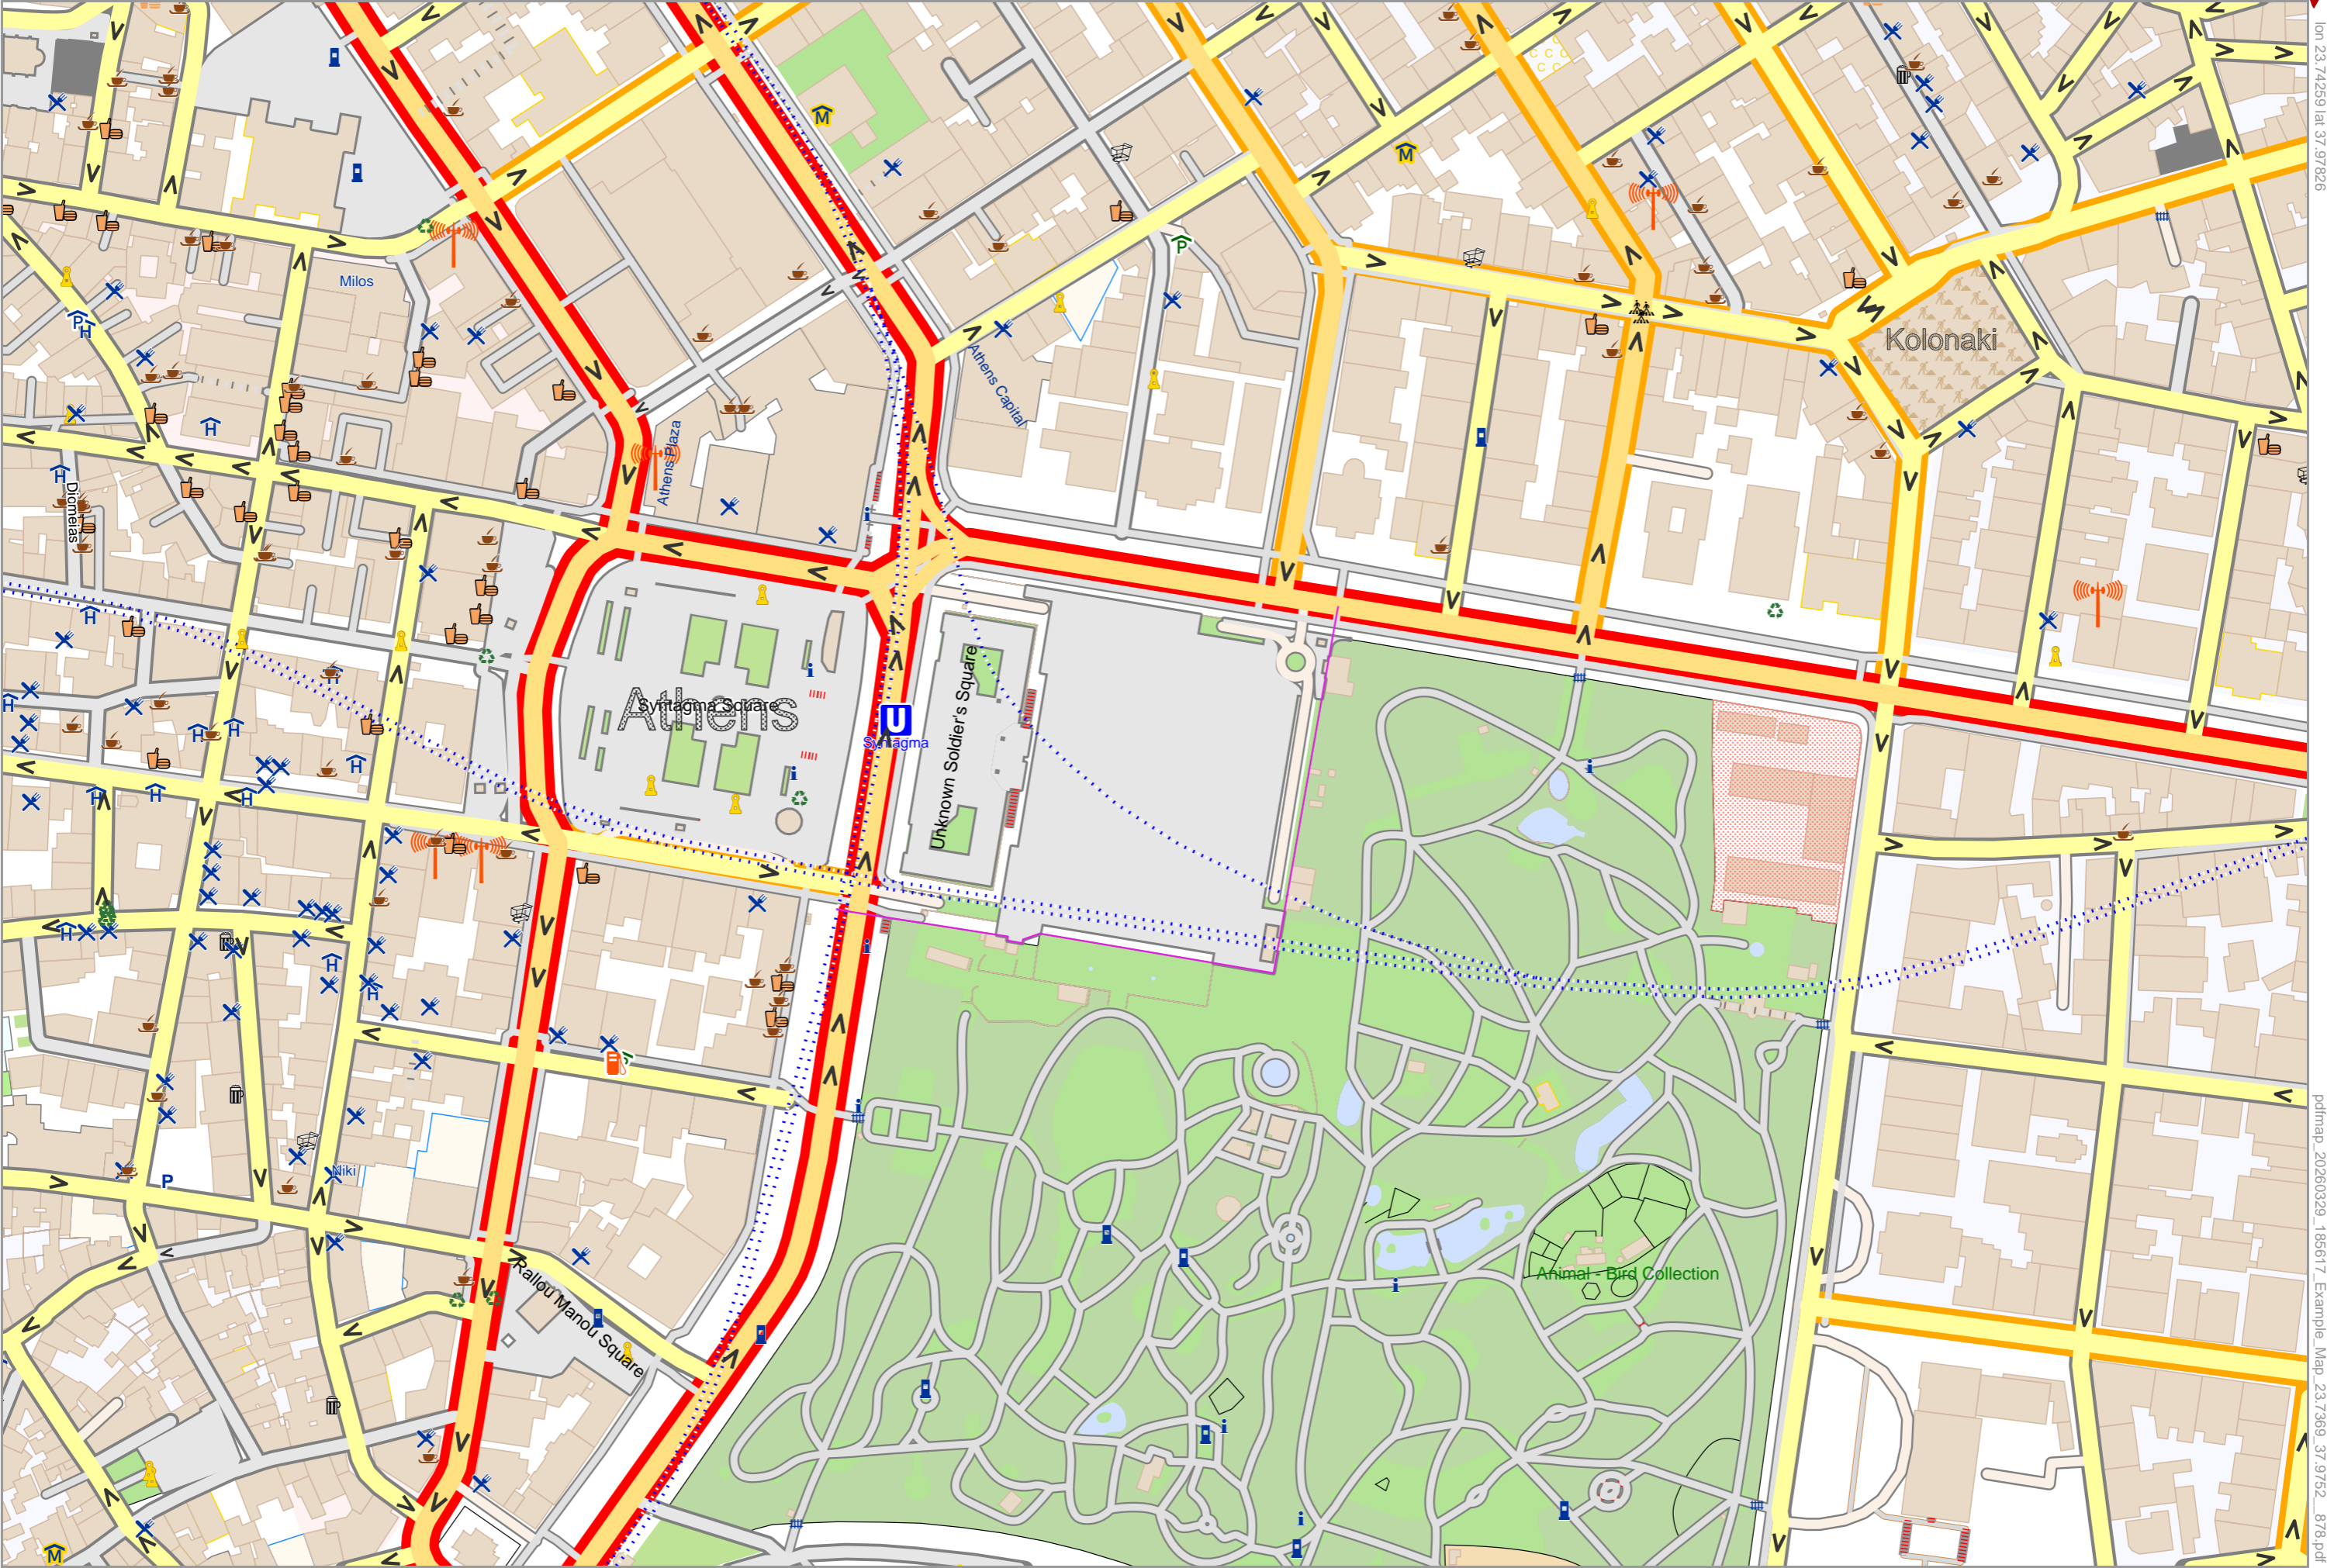 lon 23.74259 lat 37.97826
Milos
Kolonaki
Athens Capital
Athens Plaza
Diomeias
Athens
Syntagma Square
U
Syntagma
Unknown Soldier's Square
Niki
P
Rallou Manou Square
Animal - Bird Collection
pdfmap_20260329_185617_Example_Map_23.7369_37.9752__878.pdf